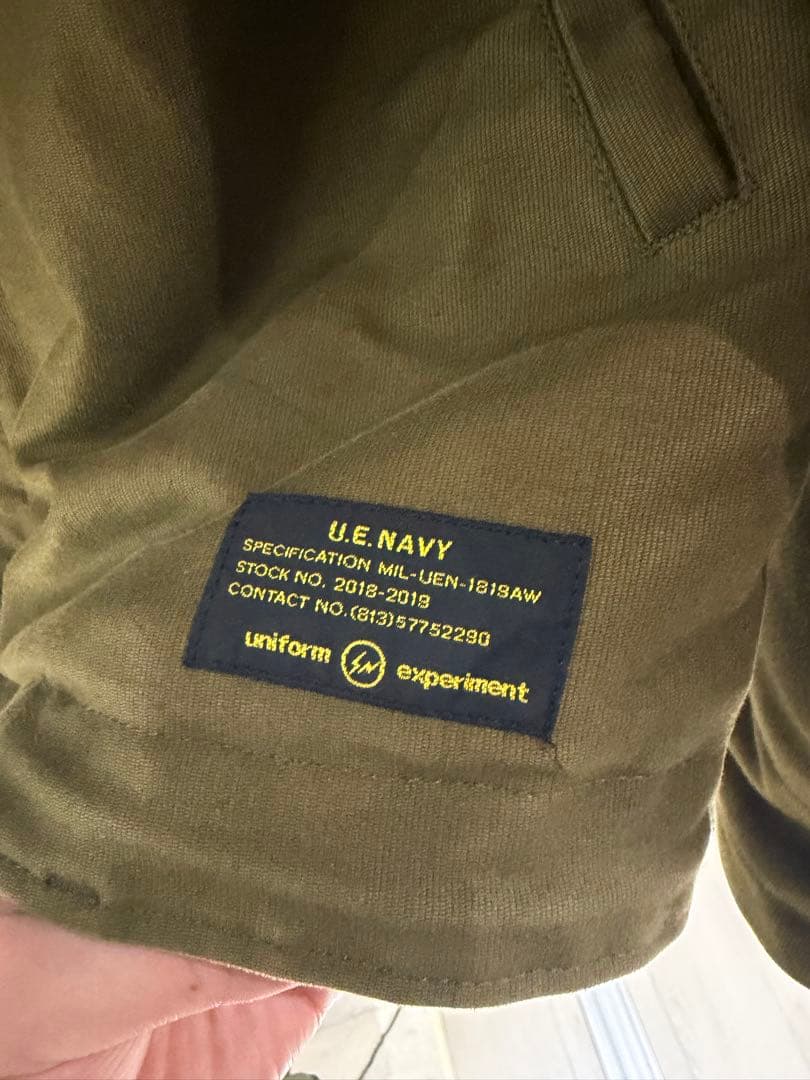 U.E.NAVY
SPECIFICATION MIL-UEN-1819AW
STOCK NO. 2018-2019
CONTACT NO.(813)57752290
uniform experiment